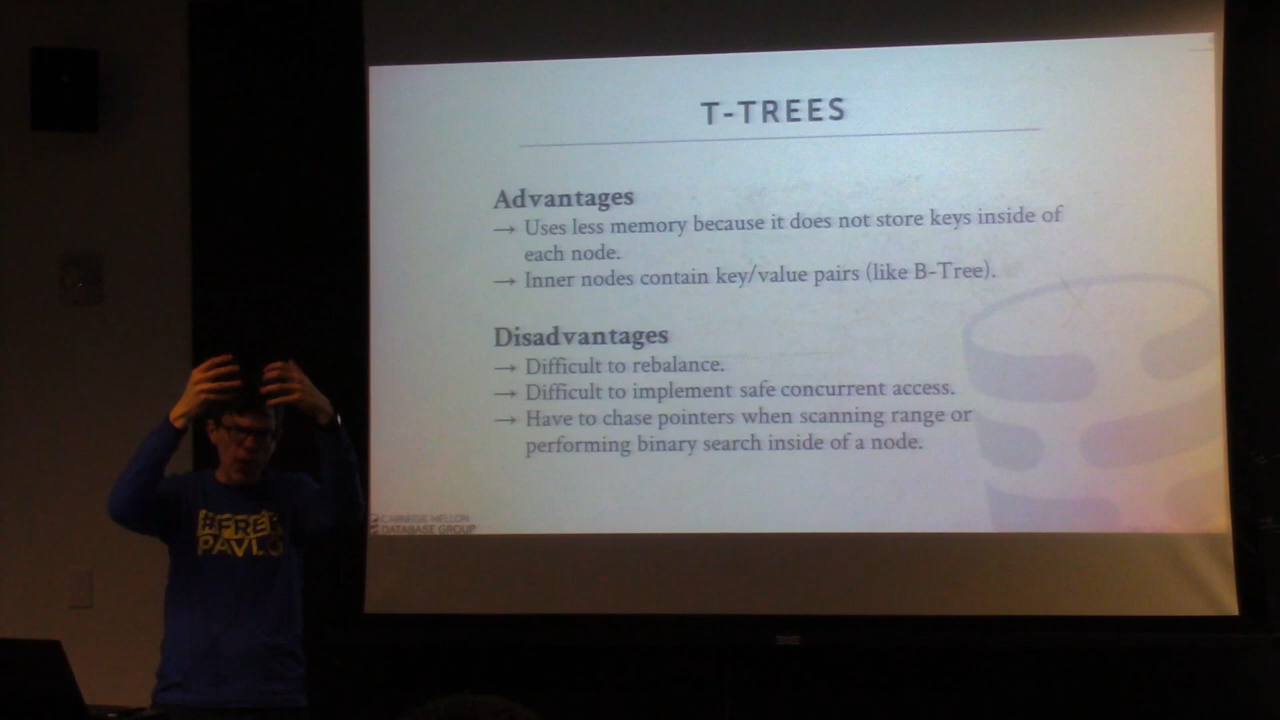 T-TREES
Advantages
→ Uses less memory because it does not store keys inside of
each node.
→ Inner nodes contain key/value pairs (like B-Tree).
Disadvantages
→ Difficult to rebalance.
→ Difficult to implement safe concurrent access.
→ Have to chase pointers when scanning range or
performing binary search inside of a node.
CARNEGIE MELLON
DATABASE GROUP
#FREE
PAVLO